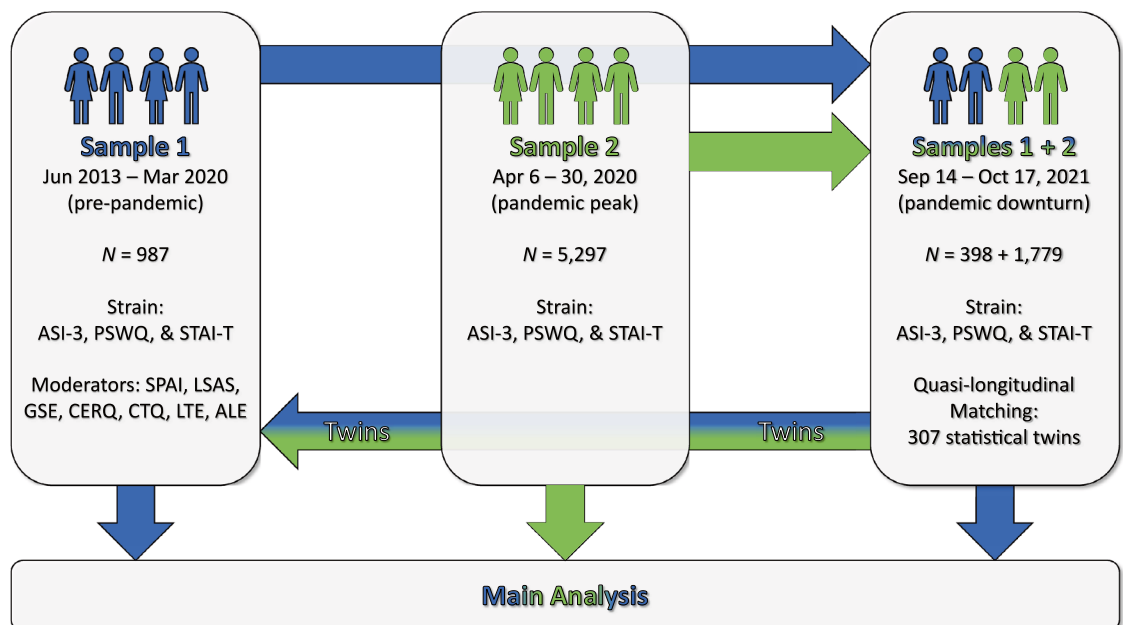 Sample 1
Jun 2013 – Mar 2020
(pre-pandemic)
N = 987
Strain:
ASI-3, PSWQ, & STAI-T
Moderators: SPAI, LSAS,
GSE, CERQ, CTQ, LTE, ALE
Sample 2
Apr 6 – 30, 2020
(pandemic peak)
N = 5,297
Strain:
ASI-3, PSWQ, & STAI-T
Samples 1 + 2
Sep 14 – Oct 17, 2021
(pandemic downturn)
N = 398 + 1,779
Strain:
ASI-3, PSWQ, & STAI-T
Quasi-longitudinal
Matching:
307 statistical twins
Twins
Twins
Main Analysis